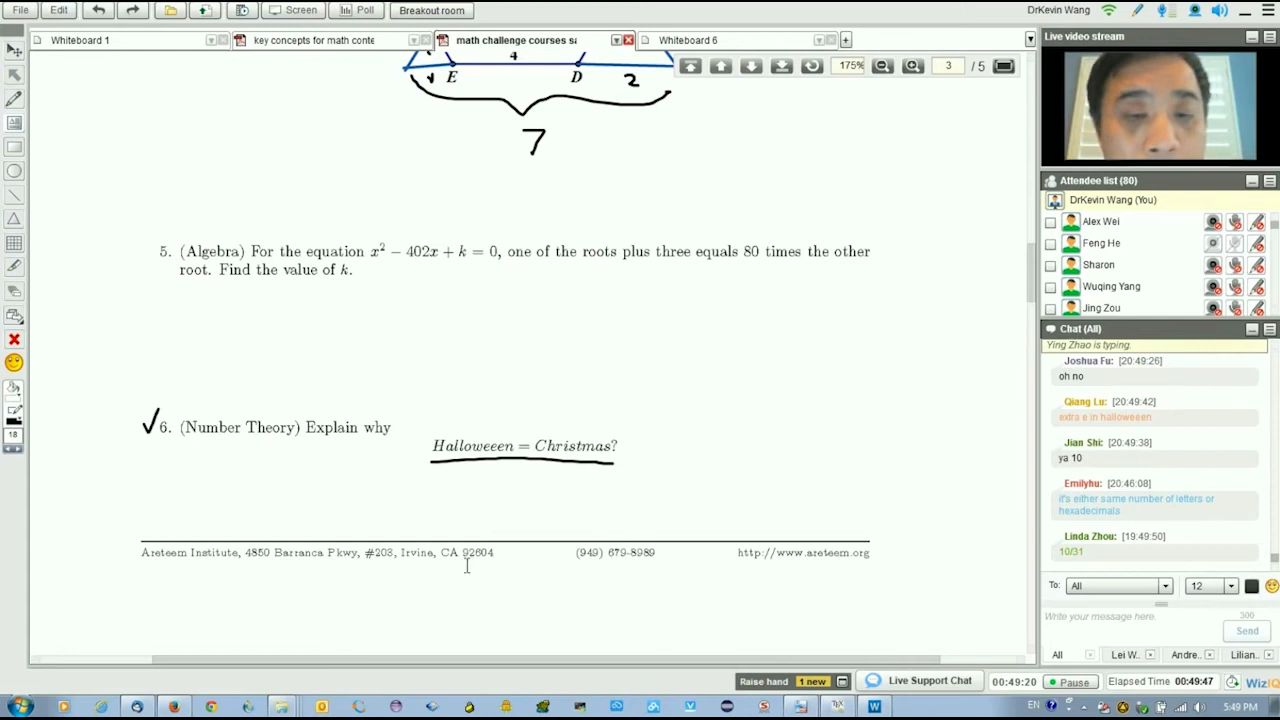 File Edit Screen Poll Breakout room DrKevin Wang
Whiteboard 1 key concepts for math conte math challenge courses sa Whiteboard 6
175% 3 / 5
4
E D 2
7
5. (Algebra) For the equation x² − 402x + k = 0, one of the roots plus three equals 80 times the other
root. Find the value of k.
6. (Number Theory) Explain why
Halloweeen = Christmas?
Areteem Institute, 4850 Barranca Pkwy, #203, Irvine, CA 92604 (949) 679-8989 http://www.areteem.org
18
Live video stream
Attendee list (80)
DrKevin Wang (You)
Alex Wei
Feng He
Sharon
Wuqing Yang
Jing Zou
Chat (All)
Ying Zhao is typing.
Joshua Fu: [20:49:26]
oh no
Qiang Lu: [20:49:42]
extra e in halloweeen
Jian Shi: [20:49:38]
ya 10
Emilyhu: [20:46:08]
it's either same number of letters or
hexadecimals
Linda Zhou: [19:49:50]
10/31
To: All 12
Write your message here. 300
Send
All Lei W.. Andre.. Lilian..
Raise hand 1 new Live Support Chat 00:49:20 Pause Elapsed Time 00:49:47 WizIQ
EN 5:49 PM